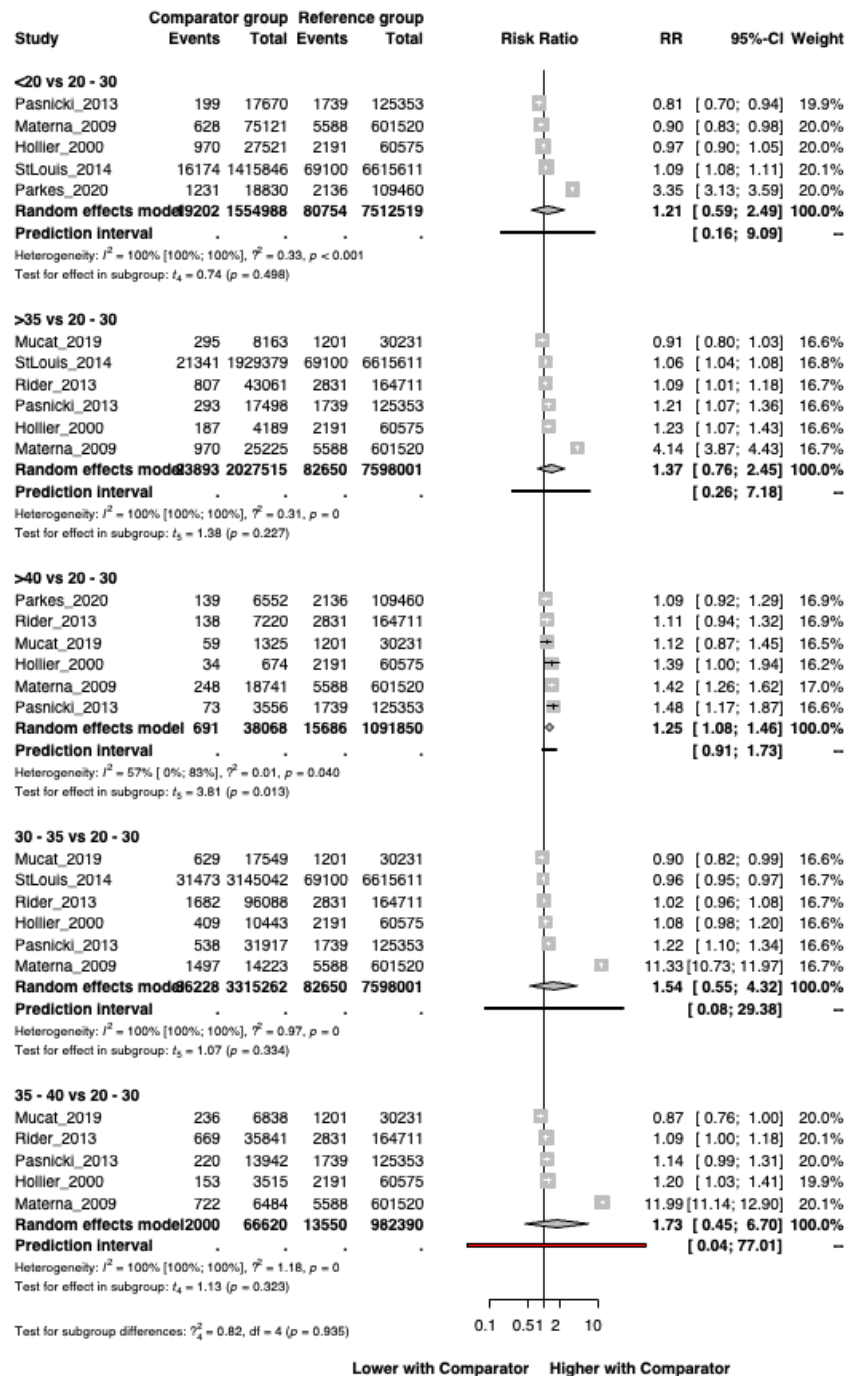 Comparator group Reference group
Study Events Total Events Total Risk Ratio RR 95%-CI Weight
<20 vs 20 - 30
Pasnicki_2013 199 17670 1739 125353 0.81 [0.70; 0.94] 19.9%
Materna_2009 628 75121 5588 601520 0.90 [0.83; 0.98] 20.0%
Hollier_2000 970 27521 2191 60575 0.97 [0.90; 1.05] 20.0%
StLouis_2014 16174 1415846 69100 6615611 1.09 [1.08; 1.11] 20.1%
Parkes_2020 1231 18830 2136 109460 3.35 [3.13; 3.59] 20.0%
Random effects model 19202 1554988 80754 7512519 1.21 [0.59; 2.49] 100.0%
Prediction interval . . . . [0.16; 9.09] --
Heterogeneity: I² = 100% [100%; 100%], ?² = 0.33, p < 0.001
Test for effect in subgroup: t₄ = 0.74 (p = 0.498)
>35 vs 20 - 30
Mucat_2019 295 8163 1201 30231 0.91 [0.80; 1.03] 16.6%
StLouis_2014 21341 1929379 69100 6615611 1.06 [1.04; 1.08] 16.8%
Rider_2013 807 43061 2831 164711 1.09 [1.01; 1.18] 16.7%
Pasnicki_2013 293 17498 1739 125353 1.21 [1.07; 1.36] 16.6%
Hollier_2000 187 4189 2191 60575 1.23 [1.07; 1.43] 16.6%
Materna_2009 970 25225 5588 601520 4.14 [3.87; 4.43] 16.7%
Random effects model 23893 2027515 82650 7598001 1.37 [0.76; 2.45] 100.0%
Prediction interval . . . . [0.26; 7.18] --
Heterogeneity: I² = 100% [100%; 100%], ?² = 0.31, p = 0
Test for effect in subgroup: t₅ = 1.38 (p = 0.227)
>40 vs 20 - 30
Parkes_2020 139 6552 2136 109460 1.09 [0.92; 1.29] 16.9%
Rider_2013 138 7220 2831 164711 1.11 [0.94; 1.32] 16.9%
Mucat_2019 59 1325 1201 30231 1.12 [0.87; 1.45] 16.5%
Hollier_2000 34 674 2191 60575 1.39 [1.00; 1.94] 16.2%
Materna_2009 248 18741 5588 601520 1.42 [1.26; 1.62] 17.0%
Pasnicki_2013 73 3556 1739 125353 1.48 [1.17; 1.87] 16.6%
Random effects model 691 38068 15686 1091850 1.25 [1.08; 1.46] 100.0%
Prediction interval . . . . [0.91; 1.73] --
Heterogeneity: I² = 57% [ 0%; 83%], ?² = 0.01, p = 0.040
Test for effect in subgroup: t₅ = 3.81 (p = 0.013)
30 - 35 vs 20 - 30
Mucat_2019 629 17549 1201 30231 0.90 [0.82; 0.99] 16.6%
StLouis_2014 31473 3145042 69100 6615611 0.96 [0.95; 0.97] 16.7%
Rider_2013 1682 96088 2831 164711 1.02 [0.96; 1.08] 16.7%
Hollier_2000 409 10443 2191 60575 1.08 [0.98; 1.20] 16.6%
Pasnicki_2013 538 31917 1739 125353 1.22 [1.10; 1.34] 16.6%
Materna_2009 1497 14223 5588 601520 11.33 [10.73; 11.97] 16.7%
Random effects model 36228 3315262 82650 7598001 1.54 [0.55; 4.32] 100.0%
Prediction interval . . . . [0.08; 29.38] --
Heterogeneity: I² = 100% [100%; 100%], ?² = 0.97, p = 0
Test for effect in subgroup: t₅ = 1.07 (p = 0.334)
35 - 40 vs 20 - 30
Mucat_2019 236 6838 1201 30231 0.87 [0.76; 1.00] 20.0%
Rider_2013 669 35841 2831 164711 1.09 [1.00; 1.18] 20.1%
Pasnicki_2013 220 13942 1739 125353 1.14 [0.99; 1.31] 20.0%
Hollier_2000 153 3515 2191 60575 1.20 [1.03; 1.41] 19.9%
Materna_2009 722 6484 5588 601520 11.99 [11.14; 12.90] 20.1%
Random effects model 2000 66620 13550 982390 1.73 [0.45; 6.70] 100.0%
Prediction interval . . . . [0.04; 77.01] --
Heterogeneity: I² = 100% [100%; 100%], ?² = 1.18, p = 0
Test for effect in subgroup: t₄ = 1.13 (p = 0.323)
0.1 0.5 1 2 10
Test for subgroup differences: ?²₄ = 0.82, df = 4 (p = 0.935)
Lower with Comparator Higher with Comparator